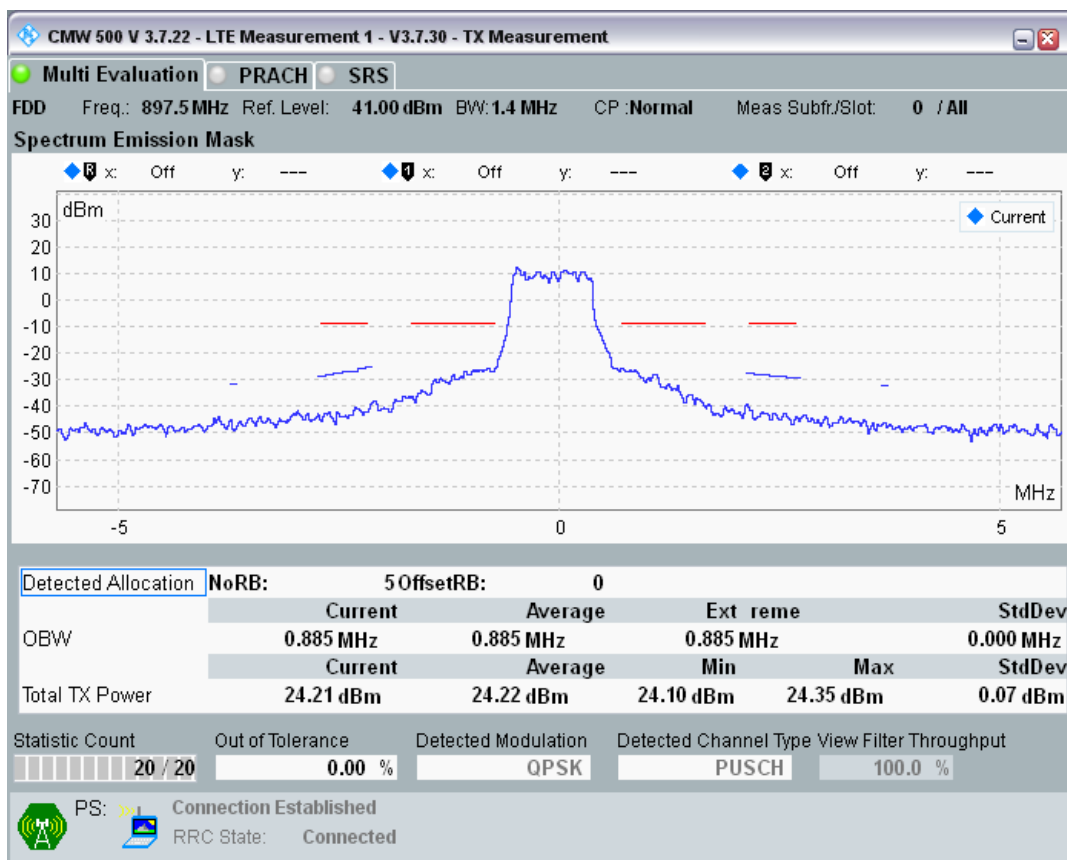 CMW 500 V 3.7.22 - LTE Measurement 1 - V3.7.30 - TX Measurement
Multi Evaluation PRACH SRS
FDD Freq.: 897.5 MHz Ref. Level: 41.00 dBm BW: 1.4 MHz CP :Normal Meas Subfr./Slot: 0 / All
Spectrum Emission Mask
R x: Off y: --- 1 x: Off y: --- 2 x: Off y: ---
dBm
Current
30
20
10
0
-10
-20
-30
-40
-50
-60
-70
MHz
-5 0 5
Detected Allocation NoRB: 5 OffsetRB: 0
Current Average Ext reme StdDev
OBW 0.885 MHz 0.885 MHz 0.885 MHz 0.000 MHz
Current Average Min Max StdDev
Total TX Power 24.21 dBm 24.22 dBm 24.10 dBm 24.35 dBm 0.07 dBm
Statistic Count Out of Tolerance Detected Modulation Detected Channel Type View Filter Throughput
20 / 20 0.00 % QPSK PUSCH 100.0 %
PS: Connection Established
RRC State: Connected